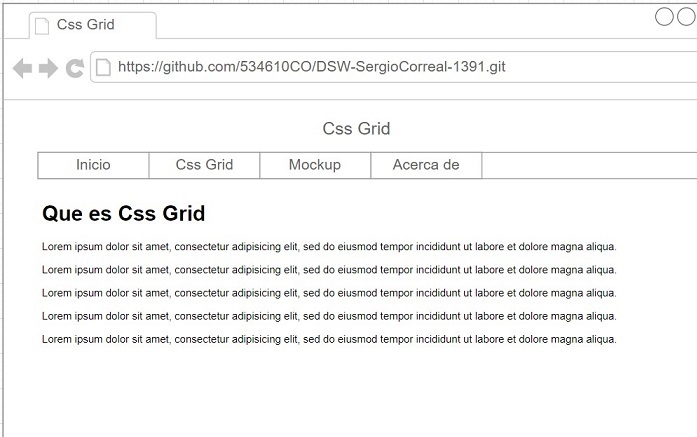 Css Grid
https://github.com/534610CO/DSW-SergioCorreal-1391.git
Css Grid
Inicio Css Grid Mockup Acerca de
Que es Css Grid
Lorem ipsum dolor sit amet, consectetur adipisicing elit, sed do eiusmod tempor incididunt ut labore et dolore magna aliqua.
Lorem ipsum dolor sit amet, consectetur adipisicing elit, sed do eiusmod tempor incididunt ut labore et dolore magna aliqua.
Lorem ipsum dolor sit amet, consectetur adipisicing elit, sed do eiusmod tempor incididunt ut labore et dolore magna aliqua.
Lorem ipsum dolor sit amet, consectetur adipisicing elit, sed do eiusmod tempor incididunt ut labore et dolore magna aliqua.
Lorem ipsum dolor sit amet, consectetur adipisicing elit, sed do eiusmod tempor incididunt ut labore et dolore magna aliqua.